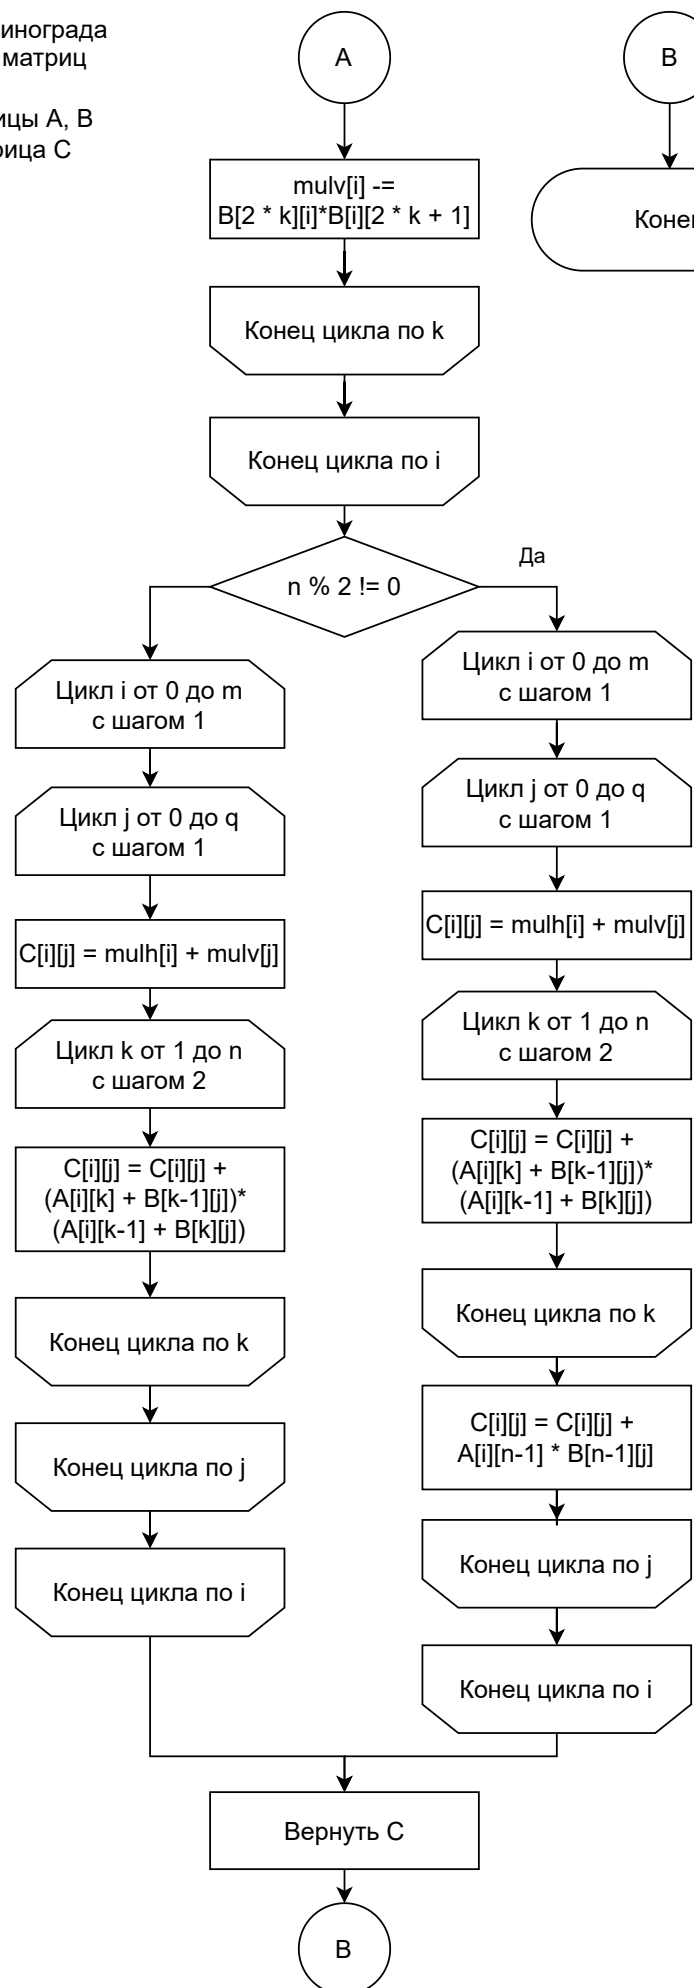 инограда
матриц
ицы A, B
рица C
A
B
mulv[i] -=
B[2 * k][i]*B[i][2 * k + 1]
Конец цикла по k
Конец цикла по i
n % 2 != 0
Да
Цикл i от 0 до m
с шагом 1
Цикл j от 0 до q
с шагом 1
C[i][j] = mulh[i] + mulv[j]
Цикл k от 1 до n
с шагом 2
C[i][j] = C[i][j] +
(A[i][k] + B[k-1][j])*
(A[i][k-1] + B[k][j])
Конец цикла по k
Конец цикла по j
Конец цикла по i
Цикл i от 0 до m
с шагом 1
Цикл j от 0 до q
с шагом 1
C[i][j] = mulh[i] + mulv[j]
Цикл k от 1 до n
с шагом 2
C[i][j] = C[i][j] +
(A[i][k] + B[k-1][j])*
(A[i][k-1] + B[k][j])
Конец цикла по k
C[i][j] = C[i][j] +
A[i][n-1] * B[n-1][j]
Конец цикла по j
Конец цикла по i
Вернуть C
B